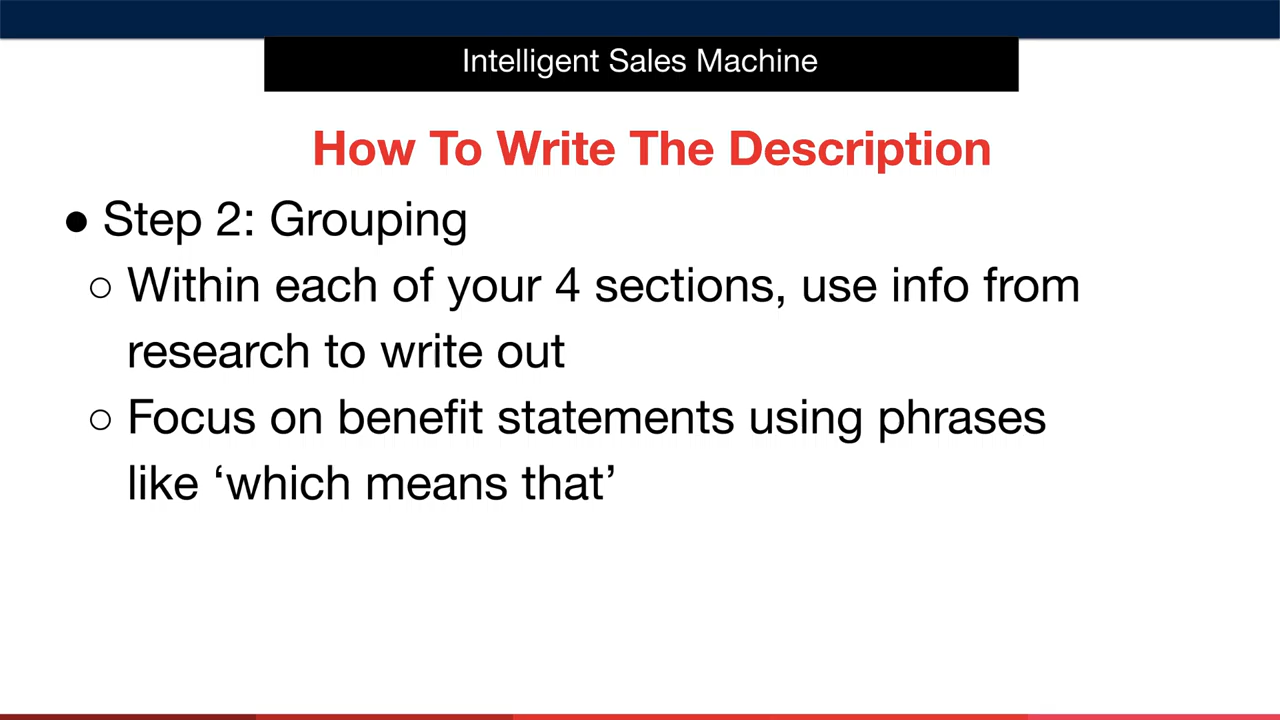 Intelligent Sales Machine
How To Write The Description
● Step 2: Grouping
○ Within each of your 4 sections, use info from
research to write out
○ Focus on benefit statements using phrases
like ‘which means that’